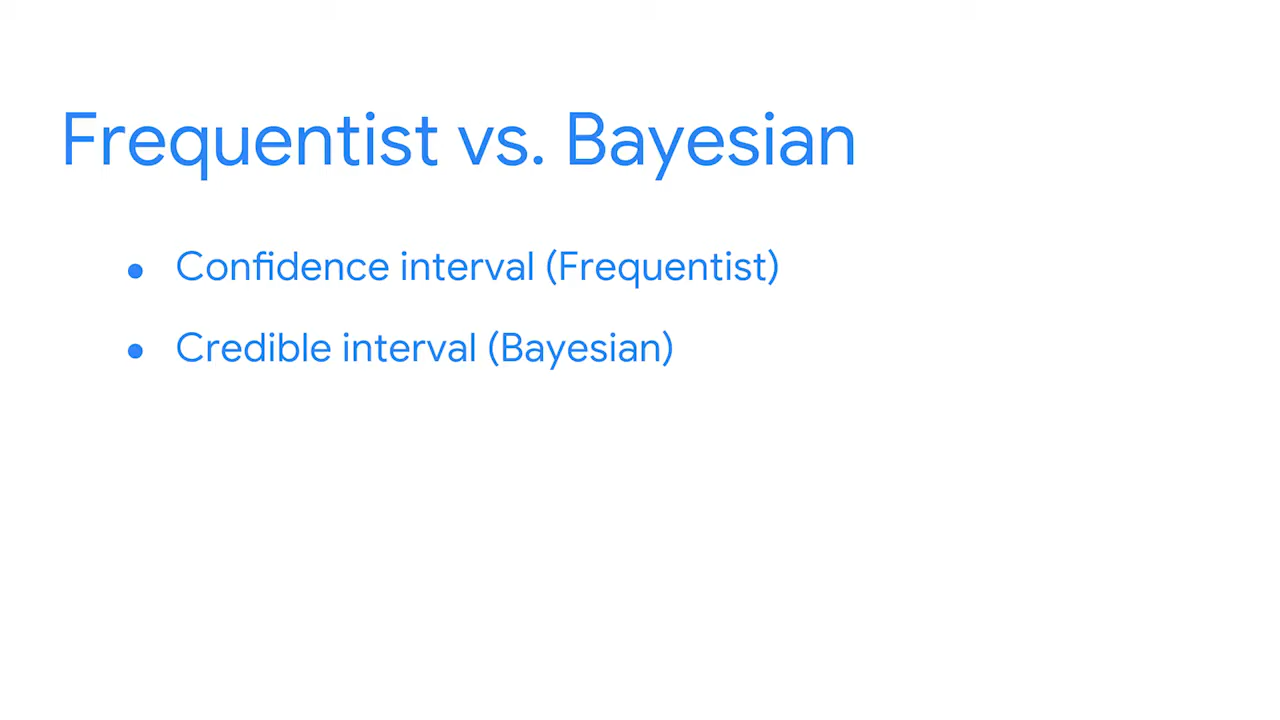 Frequentist vs. Bayesian
● Confidence interval (Frequentist)
● Credible interval (Bayesian)